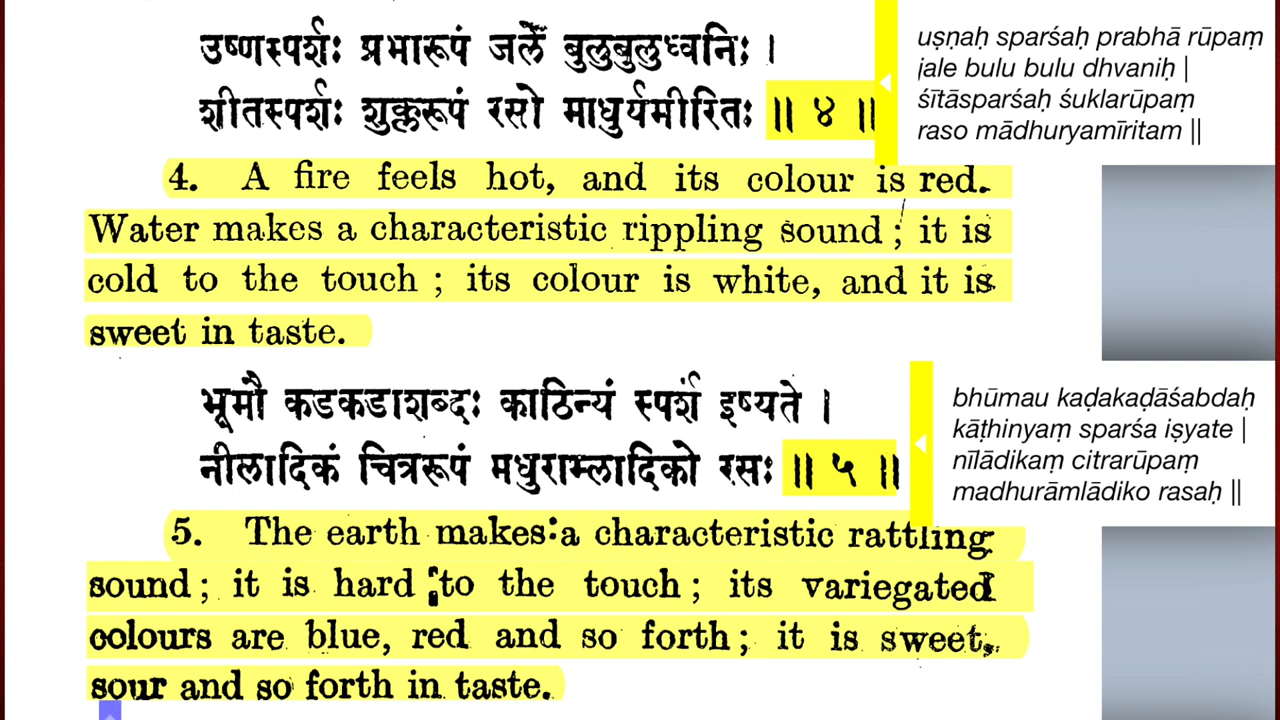 उष्णस्पर्शः प्रभारूपं जले बुलुबुलुध्वनिः ।
शीतस्पर्शः शुक्लरूपं रसो माधुर्यमीरितः ॥ ४ ॥
uṣṇaḥ sparśaḥ prabhā rūpaṃ
jale bulu bulu dhvaniḥ |
śītāsparśaḥ śuklarūpaṃ
raso mādhuryamīritam ||
4. A fire feels hot, and its colour is red.
Water makes a characteristic rippling sound ; it is
cold to the touch ; its colour is white, and it is
sweet in taste.
भूमौ कडकडाशब्दः काठिन्यं स्पर्श इष्यते ।
नीलादिकं चित्ररूपं मधुराम्लादिको रसः ॥ ५ ॥
bhūmau kaḍakaḍāśabdaḥ
kāṭhinyaṃ sparśa iṣyate |
nīlādikaṃ citrarūpaṃ
madhurāmlādiko rasaḥ ||
5. The earth makes a characteristic rattling
sound ; it is hard to the touch ; its variegated
colours are blue, red and so forth ; it is sweet,
sour and so forth in taste.